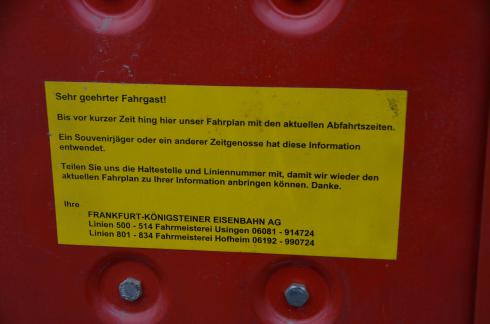 Sehr geehrter Fahrgast!
Bis vor kurzer Zeit hing hier unser Fahrplan mit den aktuellen Abfahrtszeiten.
Ein Souvenirjäger oder ein anderer Zeitgenosse hat diese Information
entwendet.
Teilen Sie uns die Haltestelle und Liniennummer mit, damit wir wieder den
aktuellen Fahrplan zu Ihrer Information anbringen können. Danke.
Ihre
FRANKFURT-KÖNIGSTEINER EISENBAHN AG
Linien 500 - 514 Fahrmeisterei Usingen 06081 - 914724
Linien 801 - 834 Fahrmeisterei Hofheim 06192 - 990724